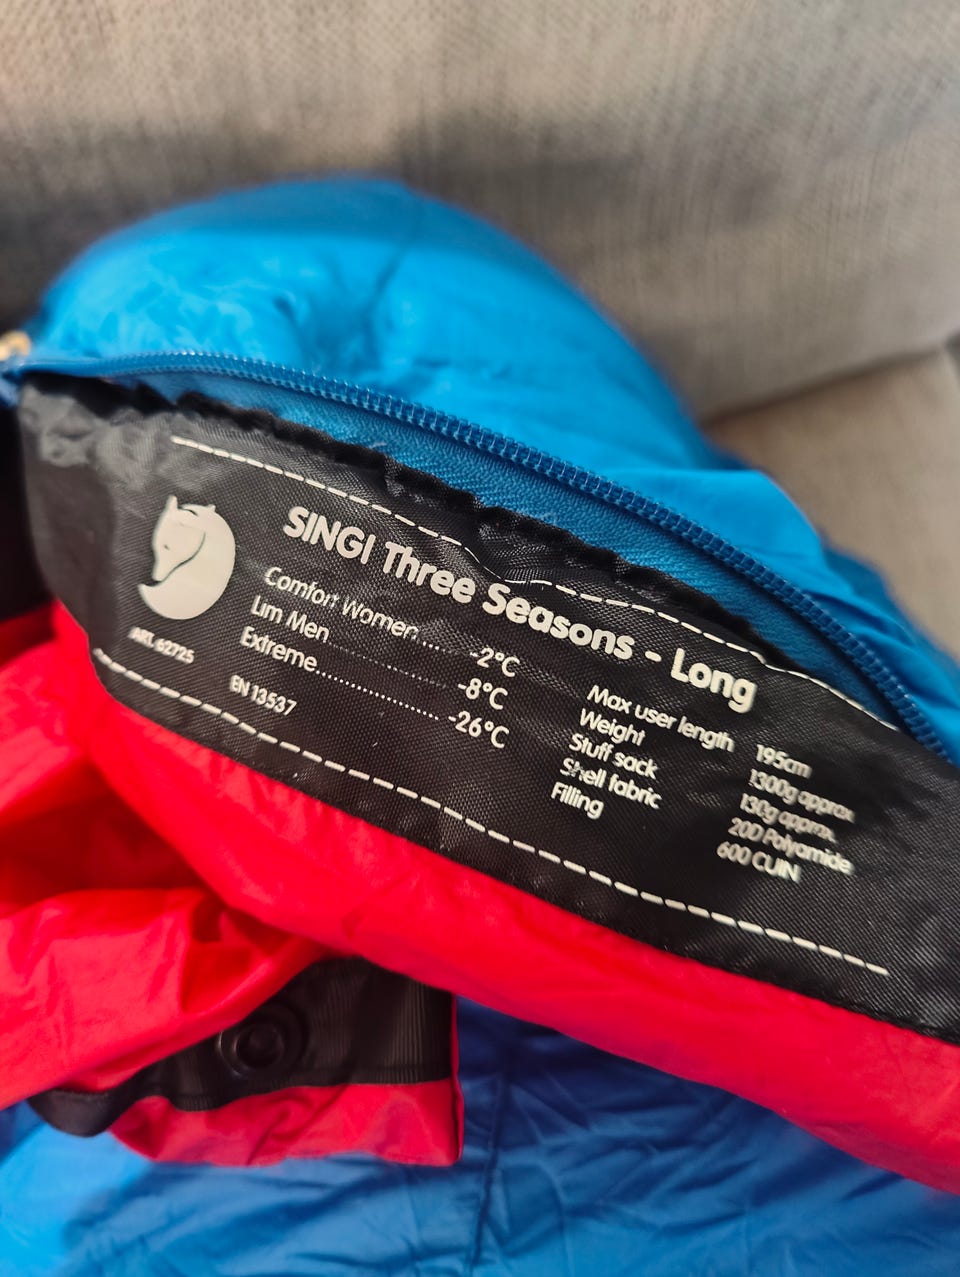 SINGI Three Seasons - Long
Comfort Women.... -2°C
Lim Men.................... -8°C
Extreme.................... -26°C
ART. 62725
EN 13537
Max user length 195cm
Weight 1300g approx.
Stuff sack 130g approx.
Shell fabric 20D Polyamide
Filling 600 CUIN